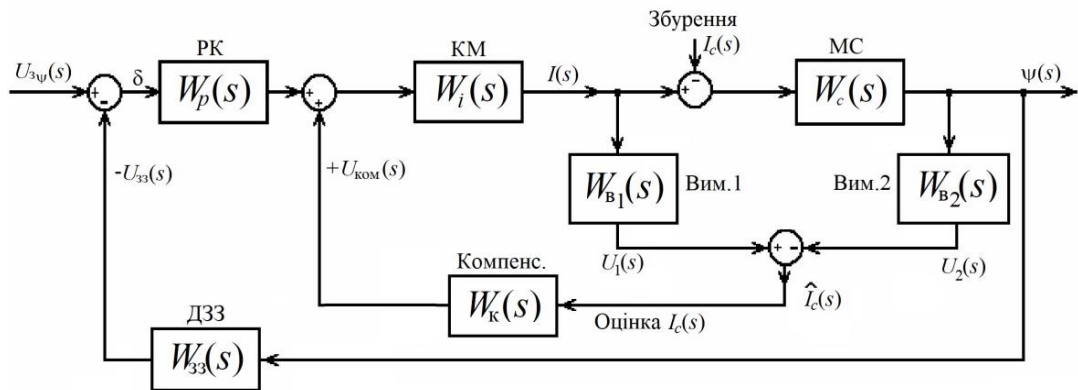 Збурення
РК
КМ
I_c(s)
МС
U_зψ(s)
δ
I(s)
ψ(s)
W_p(s)
+
+
W_i(s)
-
+
W_c(s)
-
+
-U_зз(s)
+U_ком(s)
W_в1(s)
Вим.1
Вим.2
W_в2(s)
+
-
U_1(s)
U_2(s)
Компенс.
Î_c(s)
W_к(s)
Оцінка I_c(s)
ДЗЗ
W_зз(s)